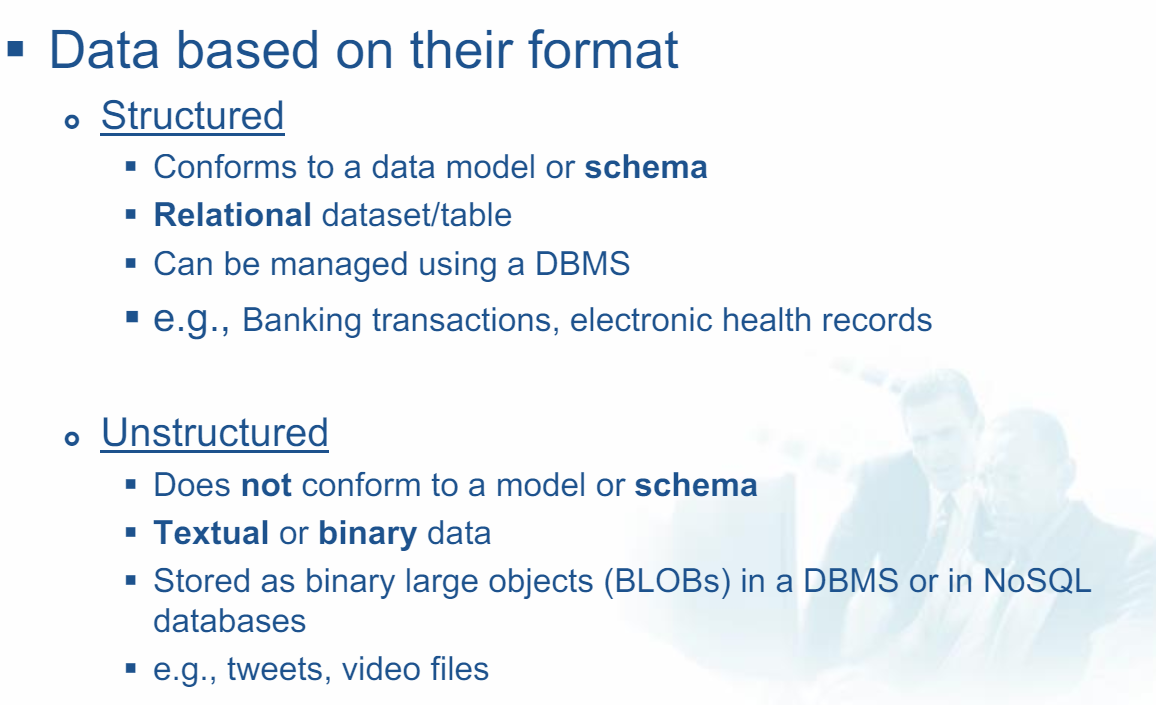 ▪ Data based on their format
o Structured
▪ Conforms to a data model or schema
▪ Relational dataset/table
▪ Can be managed using a DBMS
▪ e.g., Banking transactions, electronic health records
o Unstructured
▪ Does not conform to a model or schema
▪ Textual or binary data
▪ Stored as binary large objects (BLOBs) in a DBMS or in NoSQL
databases
▪ e.g., tweets, video files